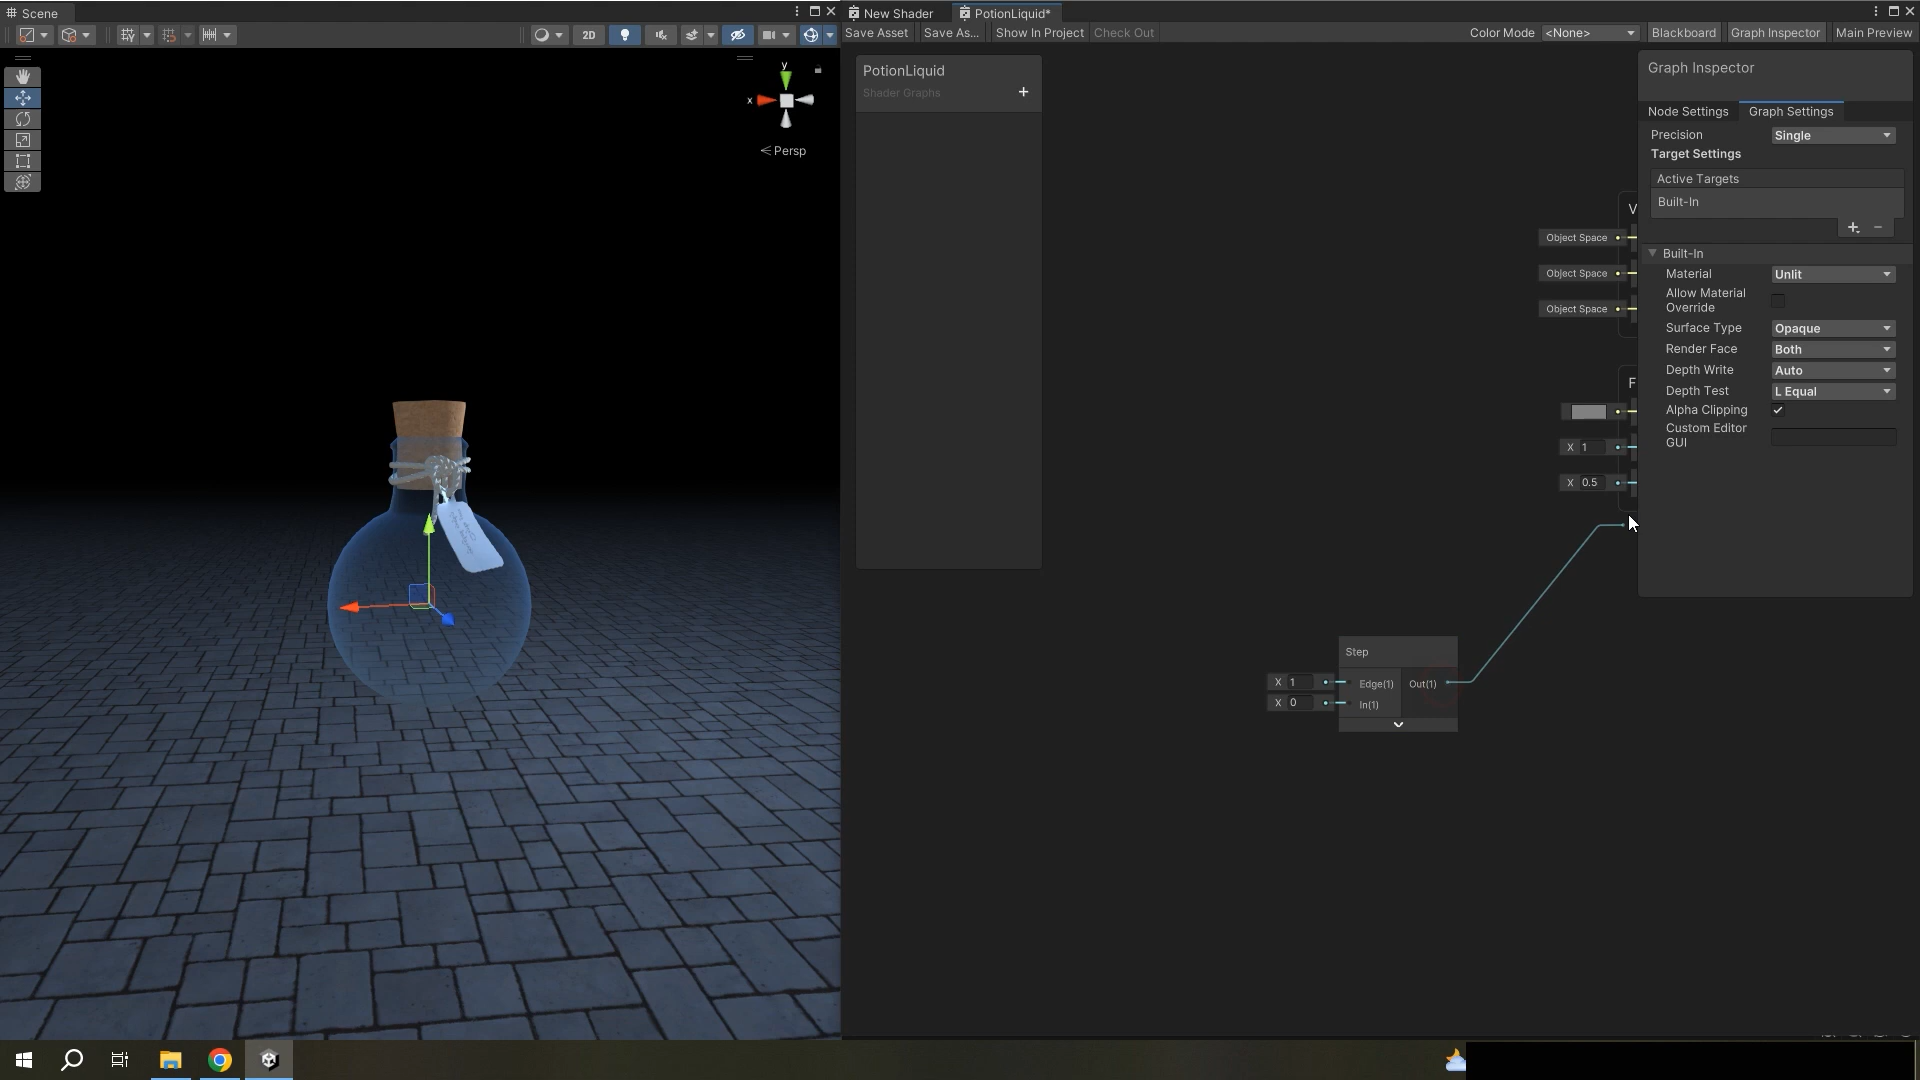 Scene
New Shader
PotionLiquid*
2D
Save Asset
Save As...
Show In Project
Check Out
Color Mode
<None>
Blackboard
Graph Inspector
Main Preview
y
x
Persp
PotionLiquid
Shader Graphs
+
Graph Inspector
Node Settings
Graph Settings
Precision
Single
Target Settings
Active Targets
Built-In
Built-In
Material
Unlit
Allow Material
Override
Surface Type
Opaque
Render Face
Both
Depth Write
Auto
Depth Test
L Equal
Alpha Clipping
Custom Editor
GUI
V
Object Space
Object Space
Object Space
F
X 1
X 0.5
Step
X 1
Edge(1)
Out(1)
X 0
In(1)